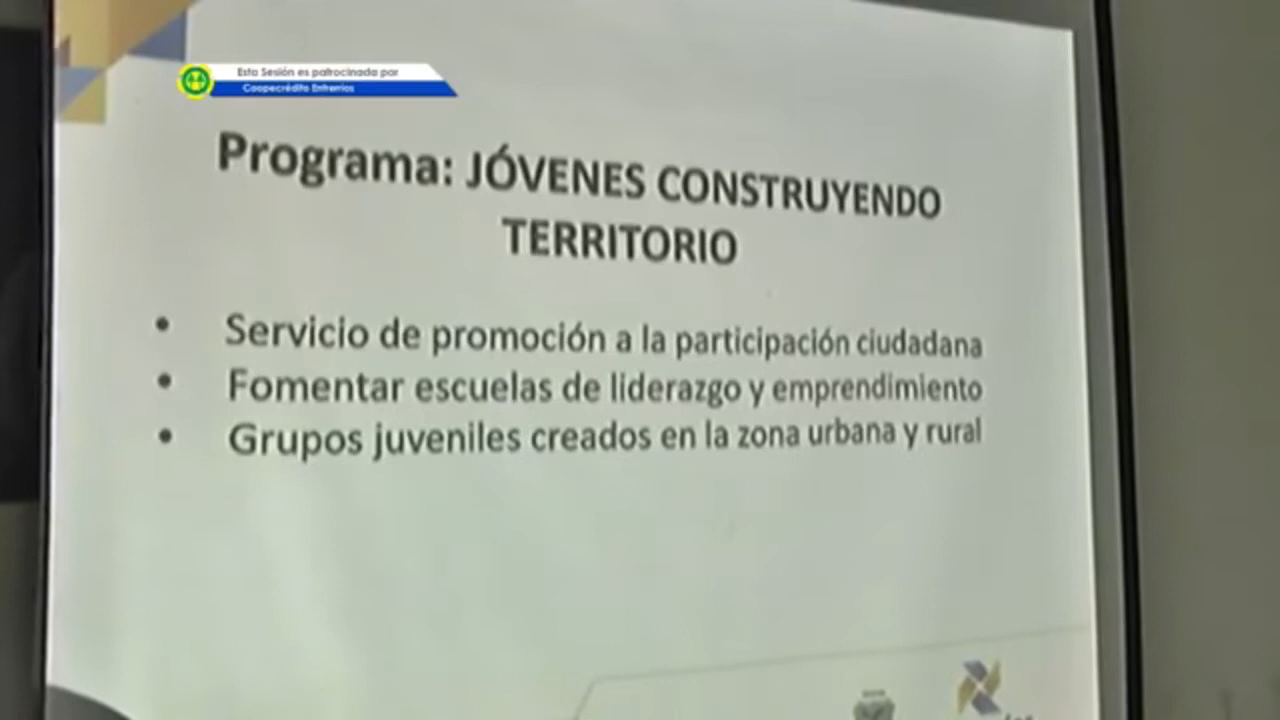 Esta Sesión es patrocinada por
Coopecrédito Entrerríos
Programa: JÓVENES CONSTRUYENDO
TERRITORIO
• Servicio de promoción a la participación ciudadana
• Fomentar escuelas de liderazgo y emprendimiento
• Grupos juveniles creados en la zona urbana y rural